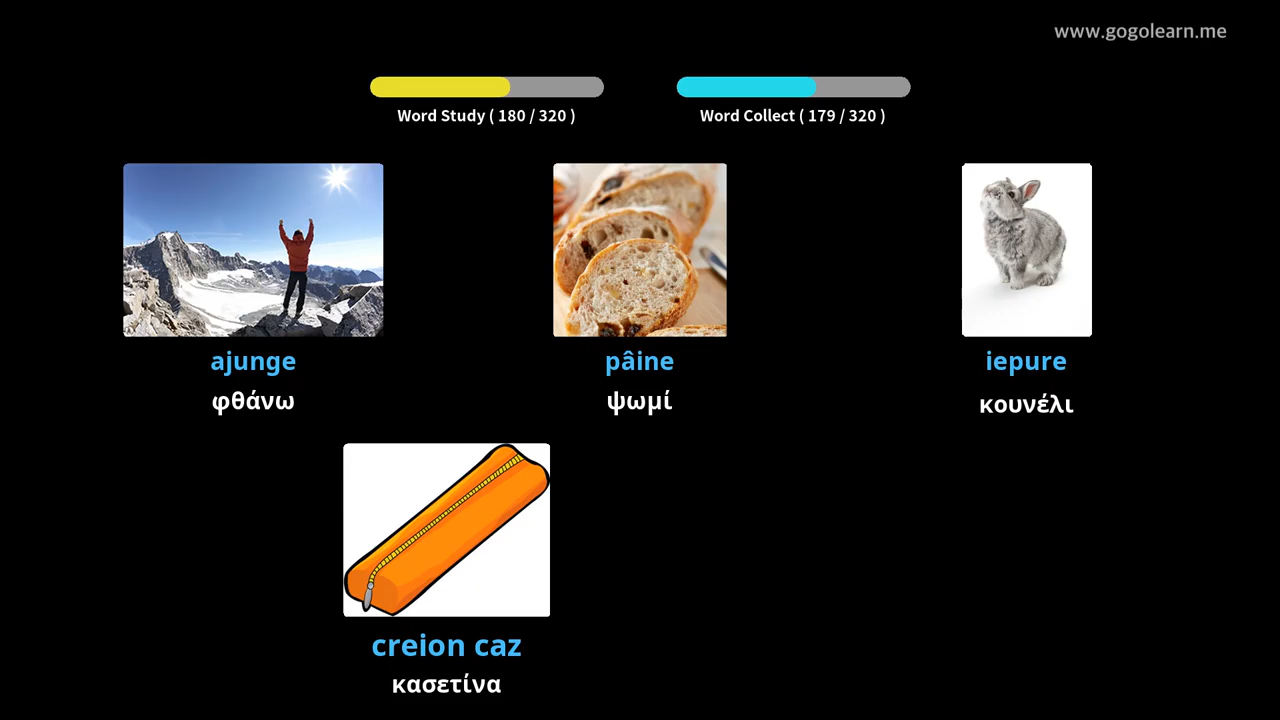 www.gogolearn.me
Word Study ( 180 / 320 )
Word Collect ( 179 / 320 )
ajunge
φθάνω
pâine
ψωμί
iepure
κουνέλι
creion caz
κασετίνα